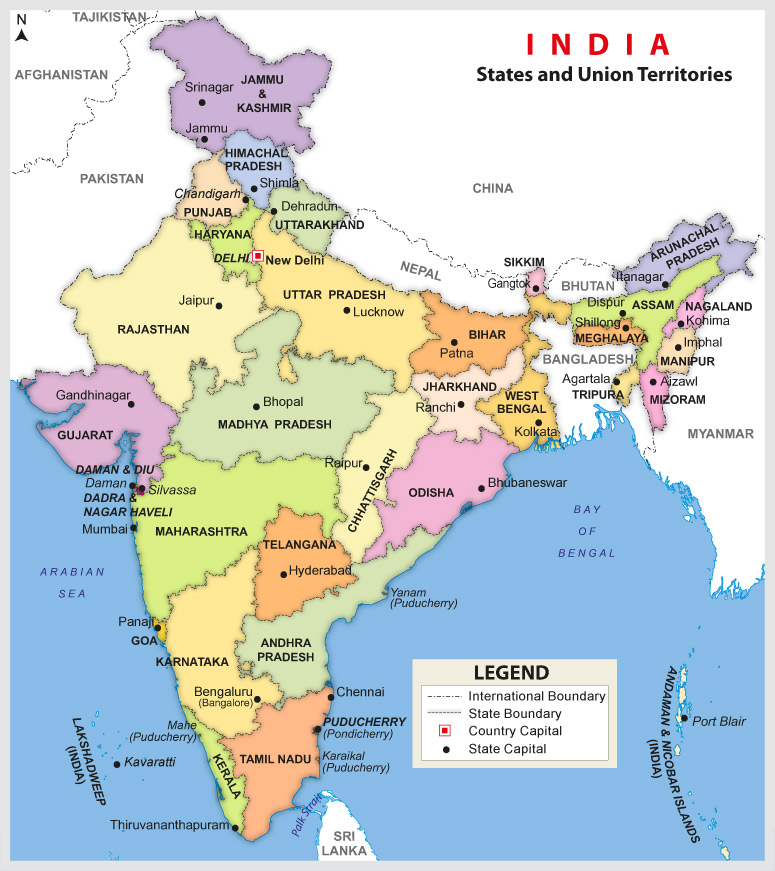 N
TAJIKISTAN
AFGHANISTAN
INDIA
States and Union Territories
Srinagar
JAMMU
&
KASHMIR
Jammu
PAKISTAN
HIMACHAL
PRADESH
Shimla
CHINA
Chandigarh
PUNJAB
Dehradun
UTTARAKHAND
HARYANA
DELHI
New Delhi
NEPAL
SIKKIM
Gangtok
BHUTAN
ARUNACHAL
PRADESH
Itanagar
Jaipur
RAJASTHAN
UTTAR PRADESH
Lucknow
BIHAR
Patna
Dispur
ASSAM
NAGALAND
Kohima
Shillong
MEGHALAYA
Imphal
MANIPUR
BANGLADESH
Agartala
TRIPURA
Aizawl
MIZORAM
MYANMAR
Gandhinagar
GUJARAT
Bhopal
MADHYA PRADESH
JHARKHAND
Ranchi
WEST
BENGAL
Kolkata
Raipur
CHHATTISGARH
ODISHA
Bhubaneswar
DAMAN & DIU
Daman
Silvassa
DADRA &
NAGAR HAVELI
Mumbai
MAHARASHTRA
TELANGANA
Hyderabad
BAY
OF
BENGAL
ARABIAN
SEA
Yanam
(Puducherry)
Panaji
GOA
KARNATAKA
ANDHRA
PRADESH
Bengaluru
(Bangalore)
Chennai
PUDUCHERRY
(Pondicherry)
Mahe
(Puducherry)
Karaikal
(Puducherry)
TAMIL NADU
KERALA
LAKSHADWEEP
(INDIA)
Kavaratti
Thiruvananthapuram
Palk Strait
SRI
LANKA
LEGEND
International Boundary
State Boundary
Country Capital
State Capital
ANDAMAN & NICOBAR ISLANDS
(INDIA)
Port Blair